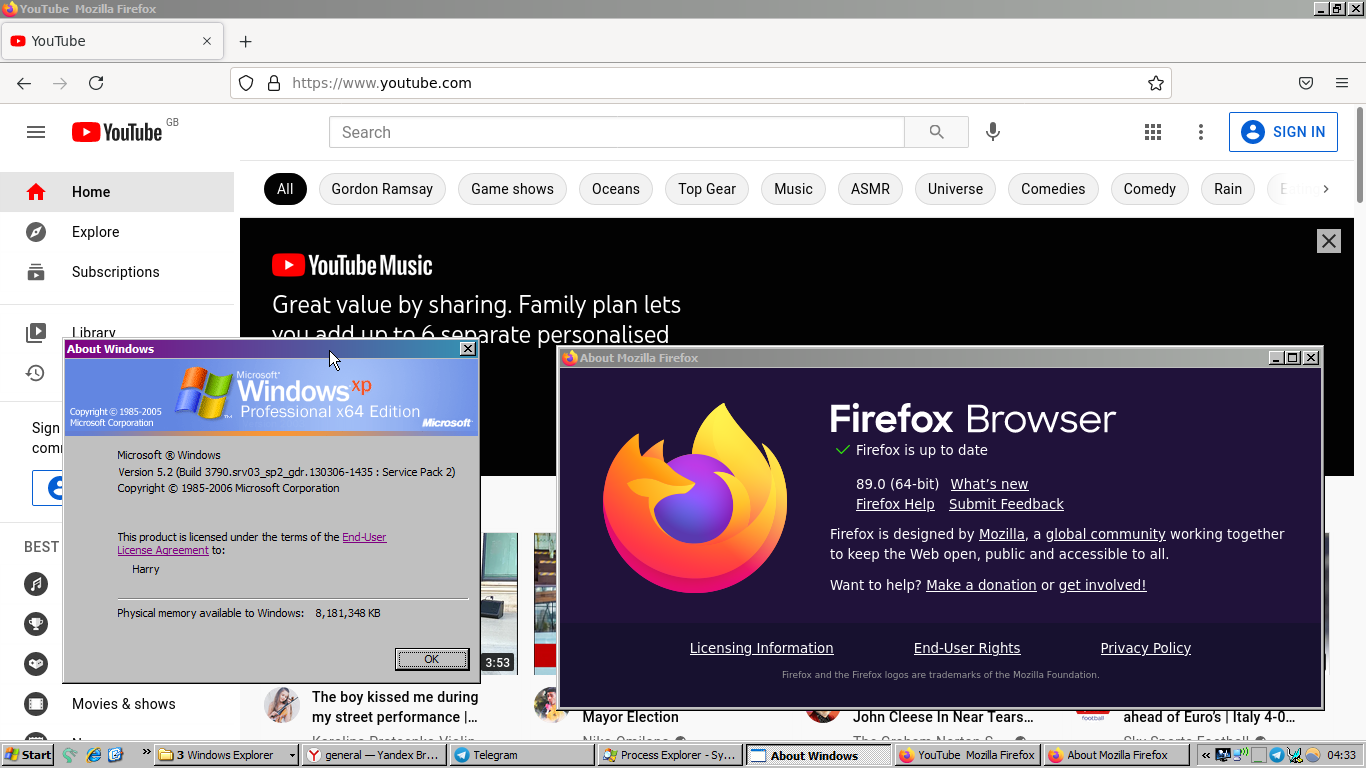 YouTube  Mozilla Firefox
YouTube
https://www.youtube.com
YouTube GB
Search
SIGN IN
Home
Explore
Subscriptions
Library
All
Gordon Ramsay
Game shows
Oceans
Top Gear
Music
ASMR
Universe
Comedies
Comedy
Rain
YouTube Music
Great value by sharing. Family plan lets
you add up to 6 separate personalised
Sign
BEST
Movies & shows
About Windows
Microsoft®
Windows xp
Professional x64 Edition
Copyright © 1985-2005
Microsoft Corporation
Microsoft
Microsoft ® Windows
Version 5.2 (Build 3790.srv03_sp2_gdr.130306-1435 : Service Pack 2)
Copyright © 1985-2006 Microsoft Corporation
This product is licensed under the terms of the End-User
License Agreement to:
Harry
Physical memory available to Windows: 8,181,348 KB
OK
About Mozilla Firefox
Firefox Browser
Firefox is up to date
89.0 (64-bit) What's new
Firefox Help Submit Feedback
Firefox is designed by Mozilla, a global community working together
to keep the Web open, public and accessible to all.
Want to help? Make a donation or get involved!
Licensing Information
End-User Rights
Privacy Policy
Firefox and the Firefox logos are trademarks of the Mozilla Foundation.
3:53
The boy kissed me during
my street performance |...
Mayor Election
John Cleese In Near Tears...
football
ahead of Euro's | Italy 4-0...
Start
3 Windows Explorer
general — Yandex Br...
Telegram
Process Explorer - Sy...
About Windows
YouTube  Mozilla Firefox
About Mozilla Firefox
04:33